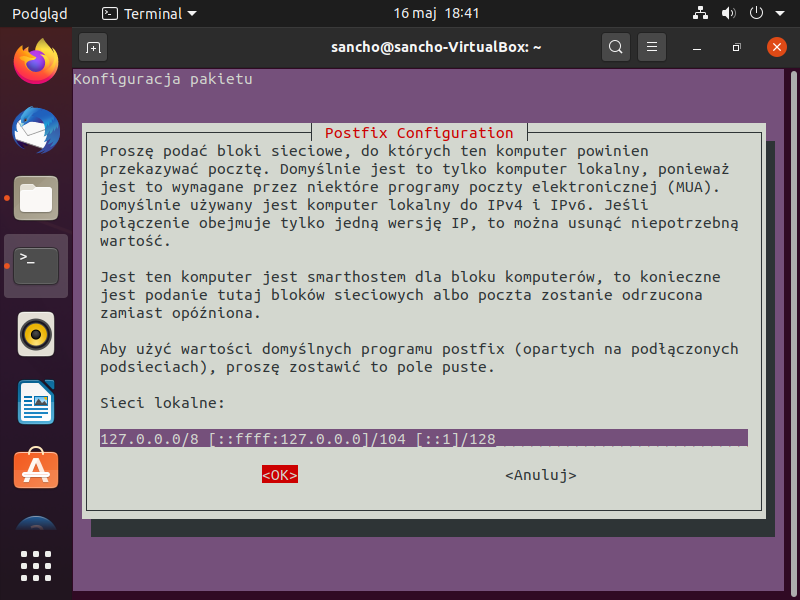 Podgląd
Terminal
16 maj 18:41
sancho@sancho-VirtualBox: ~
Konfiguracja pakietu
Postfix Configuration
Proszę podać bloki sieciowe, do których ten komputer powinien
przekazywać pocztę. Domyślnie jest to tylko komputer lokalny, ponieważ
jest to wymagane przez niektóre programy poczty elektronicznej (MUA).
Domyślnie używany jest komputer lokalny do IPv4 i IPv6. Jeśli
połączenie obejmuje tylko jedną wersję IP, to można usunąć niepotrzebną
wartość.
Jest ten komputer jest smarthostem dla bloku komputerów, to konieczne
jest podanie tutaj bloków sieciowych albo poczta zostanie odrzucona
zamiast opóźniona.
Aby użyć wartości domyślnych programu postfix (opartych na podłączonych
podsieciach), proszę zostawić to pole puste.
Sieci lokalne:
127.0.0.0/8 [::ffff:127.0.0.0]/104 [::1]/128
<OK> <Anuluj>